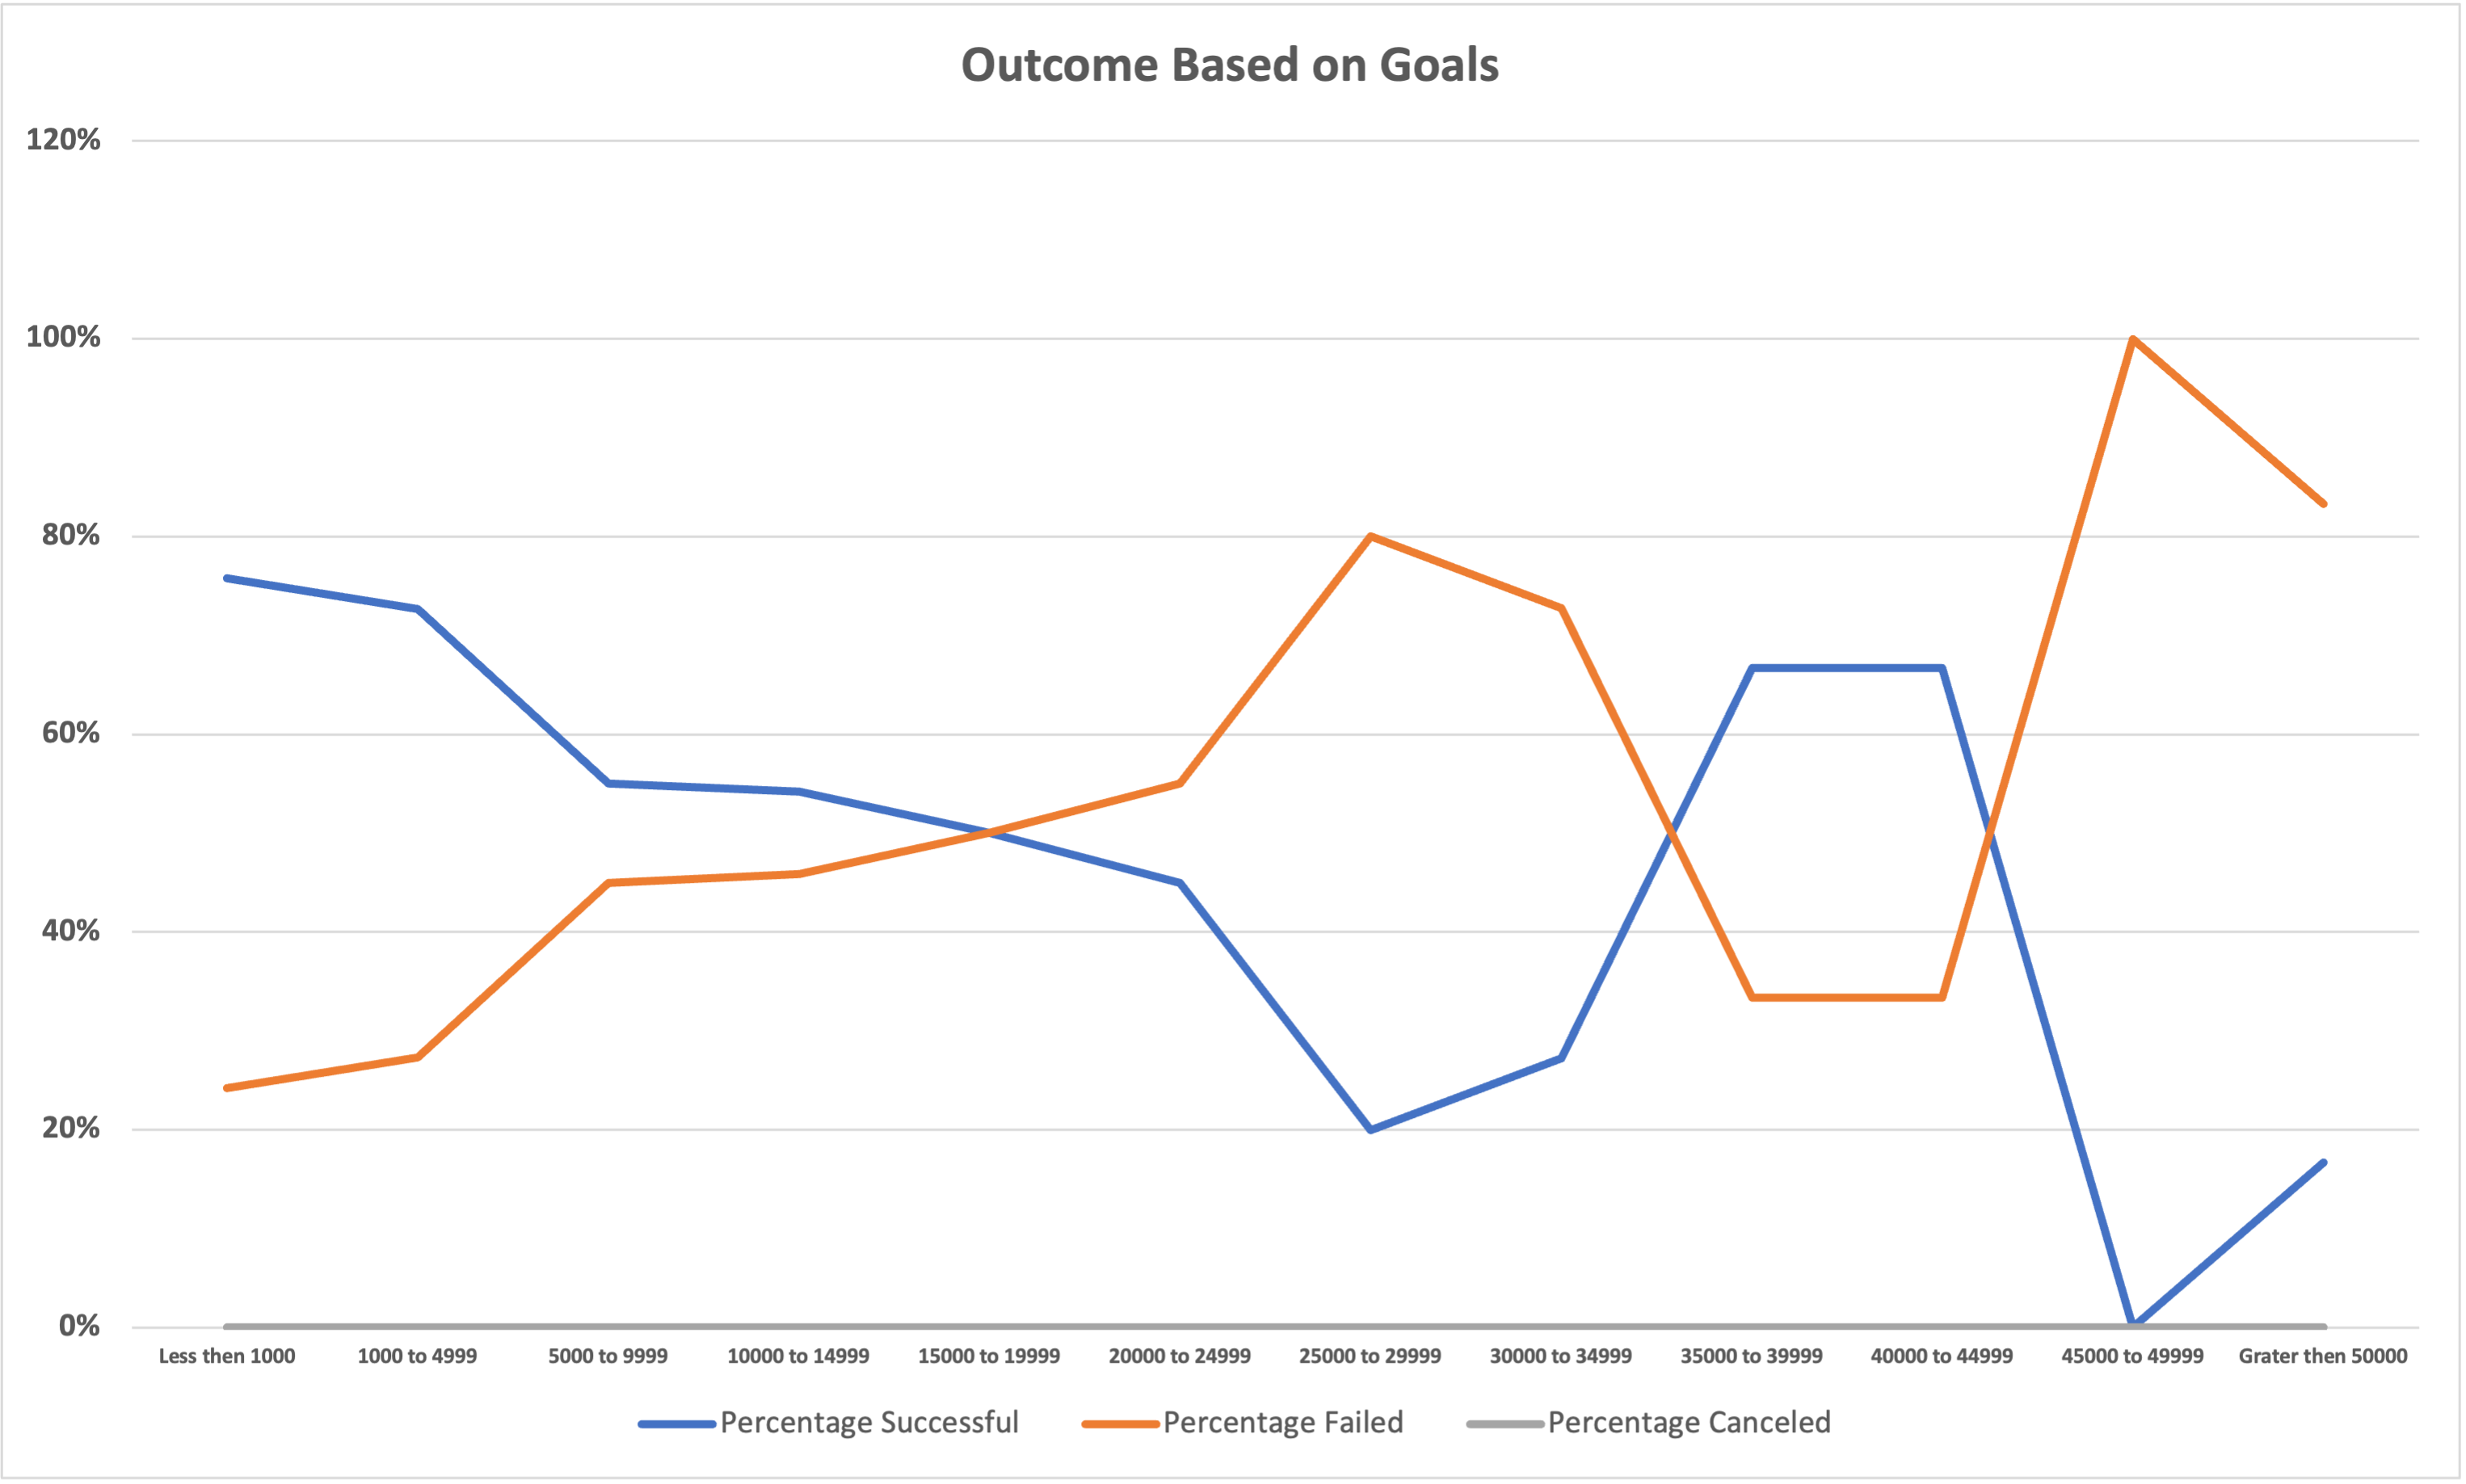 Outcome Based on Goals
120%
100%
80%
60%
40%
20%
0%
Less then 1000 1000 to 4999 5000 to 9999 10000 to 14999 15000 to 19999 20000 to 24999 25000 to 29999 30000 to 34999 35000 to 39999 40000 to 44999 45000 to 49999 Grater then 50000
Percentage Successful Percentage Failed Percentage Canceled